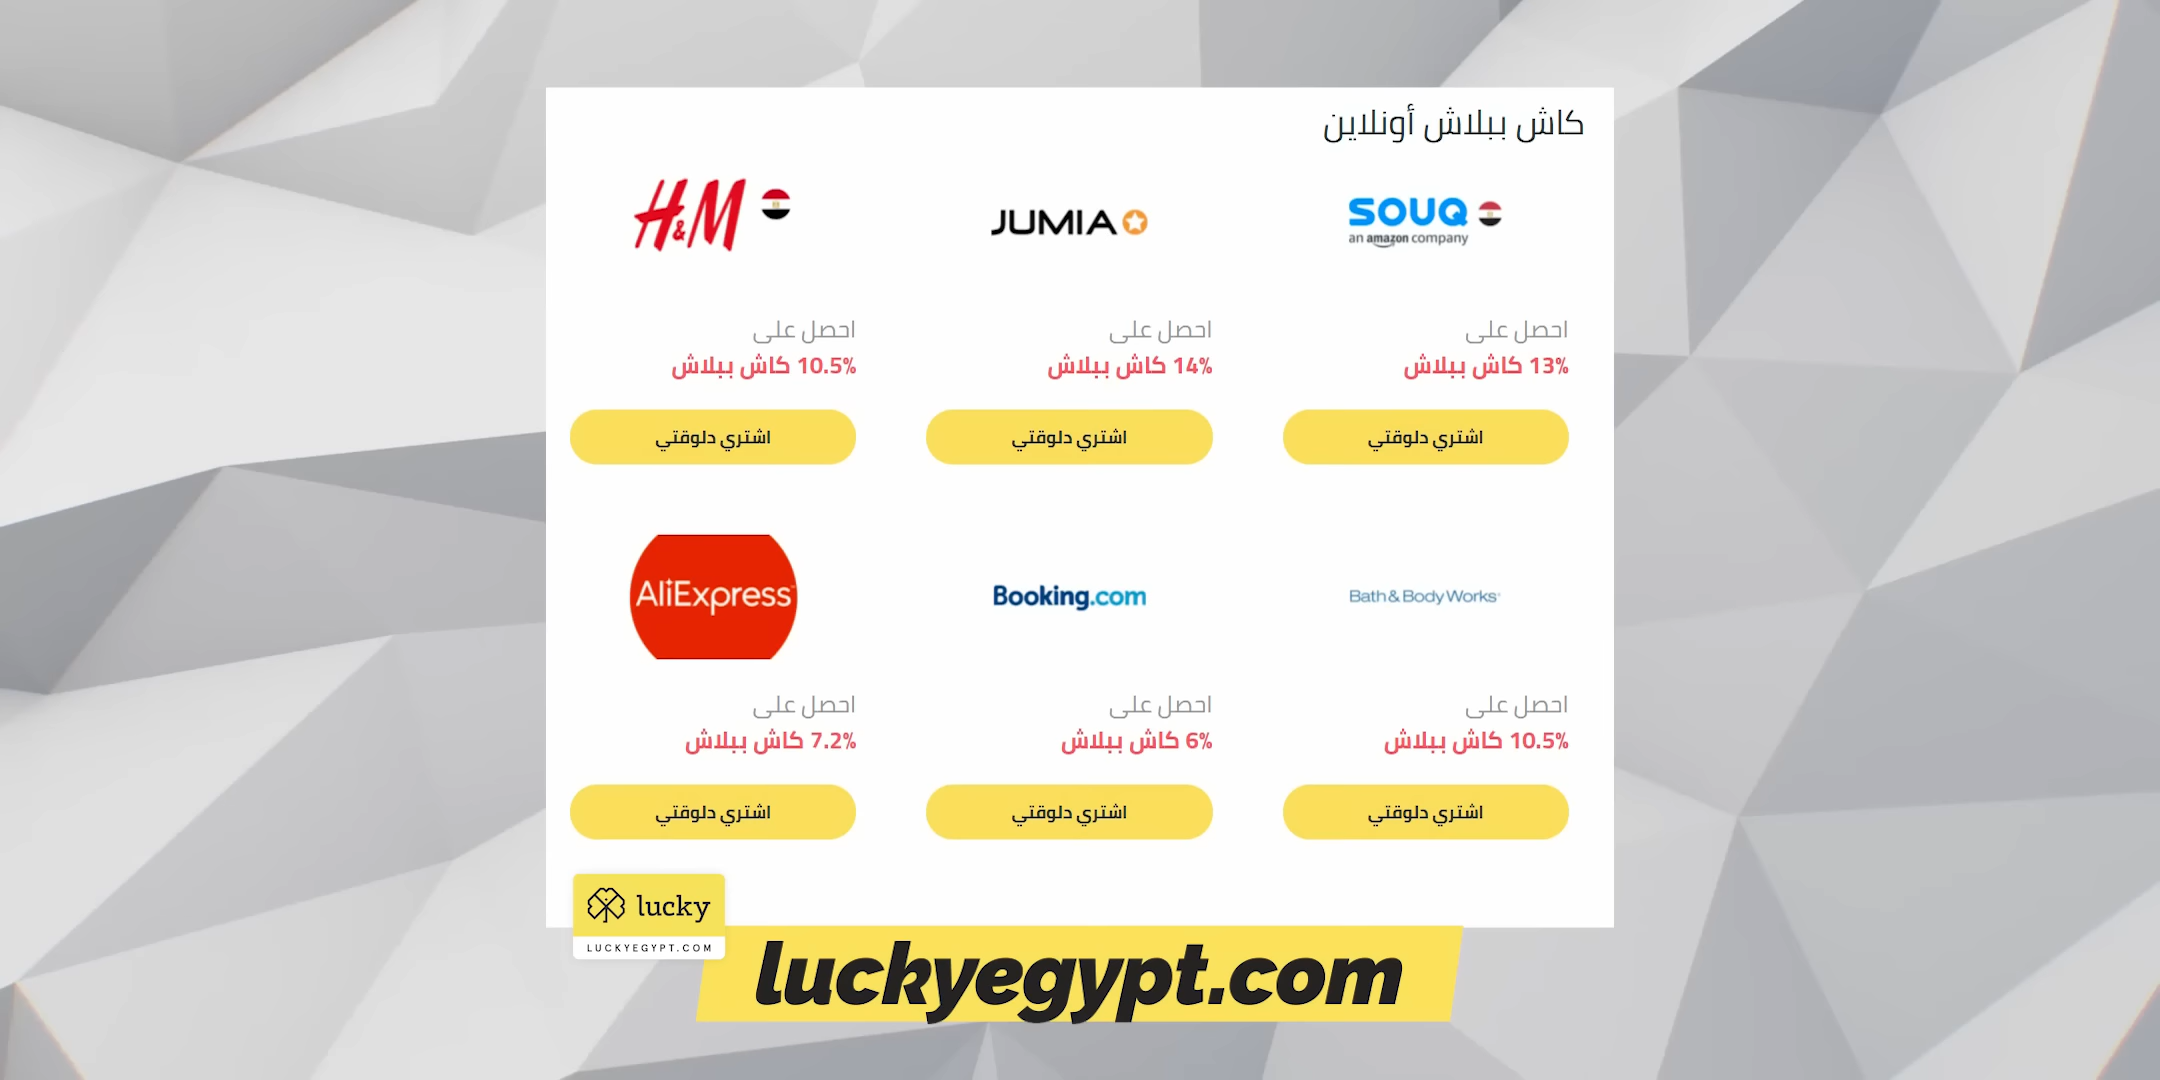 كاش ببلاش أونلاين
SOUQ
an amazon company
JUMIA
H&M
احصل على
13% كاش ببلاش
اشتري دلوقتي
احصل على
14% كاش ببلاش
اشتري دلوقتي
احصل على
10.5% كاش ببلاش
اشتري دلوقتي
Bath & Body Works
Booking.com
AliExpress
احصل على
10.5% كاش ببلاش
اشتري دلوقتي
احصل على
6% كاش ببلاش
اشتري دلوقتي
احصل على
7.2% كاش ببلاش
اشتري دلوقتي
lucky
LUCKYEGYPT.COM
luckyegypt.com